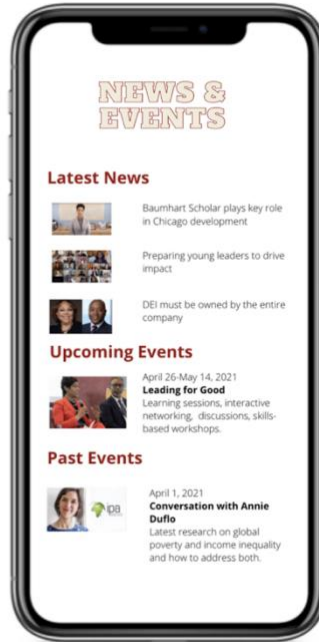 NEWS &
EVENTS
Latest News
Baumhart Scholar plays key role
in Chicago development
Preparing young leaders to drive
impact
DEI must be owned by the entire
company
Upcoming Events
April 26-May 14, 2021
Leading for Good
Learning sessions, interactive
networking, discussions, skills-
based workshops.
Past Events
ipa
April 1, 2021
Conversation with Annie
Duflo
Latest research on global
poverty and income inequality
and how to address both.